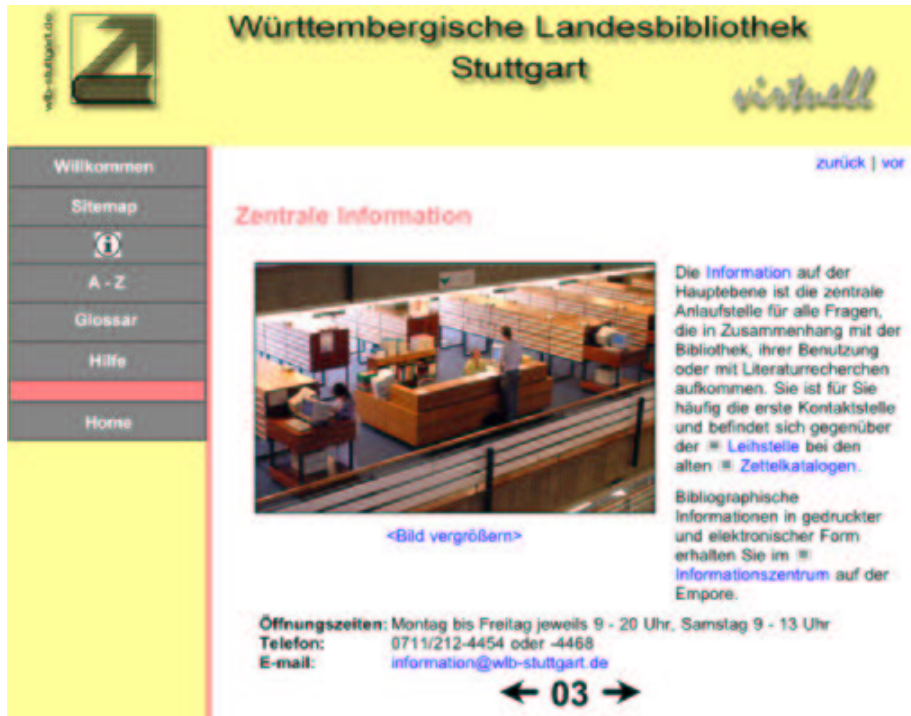 wlb-stuttgart.de
Württembergische Landesbibliothek
Stuttgart
virtuell
Willkommen
Sitemap
i
A - Z
Glossar
Hilfe
Home
zurück | vor
Zentrale Information
Die Information auf der
Hauptebene ist die zentrale
Anlaufstelle für alle Fragen,
die in Zusammenhang mit der
Bibliothek, ihrer Benutzung
oder mit Literaturrecherchen
aufkommen. Sie ist für Sie
häufig die erste Kontaktstelle
und befindet sich gegenüber
der Leihstelle bei den
alten Zettelkatalogen.
Bibliographische
Informationen in gedruckter
und elektronischer Form
erhalten Sie im
Informationszentrum auf der
Empore.
<Bild vergrößern>
Öffnungszeiten: Montag bis Freitag jeweils 9 - 20 Uhr, Samstag 9 - 13 Uhr
Telefon: 0711/212-4454 oder -4468
E-mail: information@wlb-stuttgart.de
← 03 →